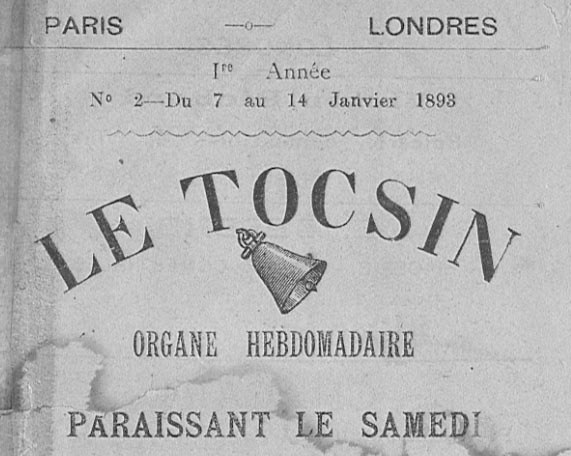 PARIS —o— LONDRES
Iʳᵉ Année
Nº 2—Du 7 au 14 Janvier 1893
LE TOCSIN
ORGANE HEBDOMADAIRE
PARAISSANT LE SAMEDI